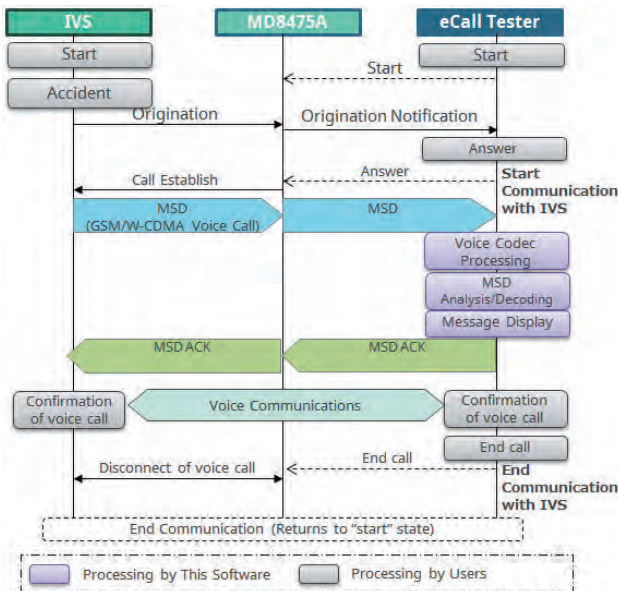 IVS
MD8475A
eCall Tester
Start
Start
Start
Accident
Origination
Origination Notification
Answer
Answer
Start
Communication
with IVS
Call Establish
MSD
(GSM/W-CDMA Voice Call)
MSD
Voice Codec
Processing
MSD
Analysis/Decoding
Message Display
MSD ACK
MSD ACK
Confirmation
of voice call
Voice Communications
Confirmation
of voice call
End call
End call
Disconnect of voice call
End
Communication
with IVS
End Communication (Returns to "start" state)
Processing by This Software
Processing by Users